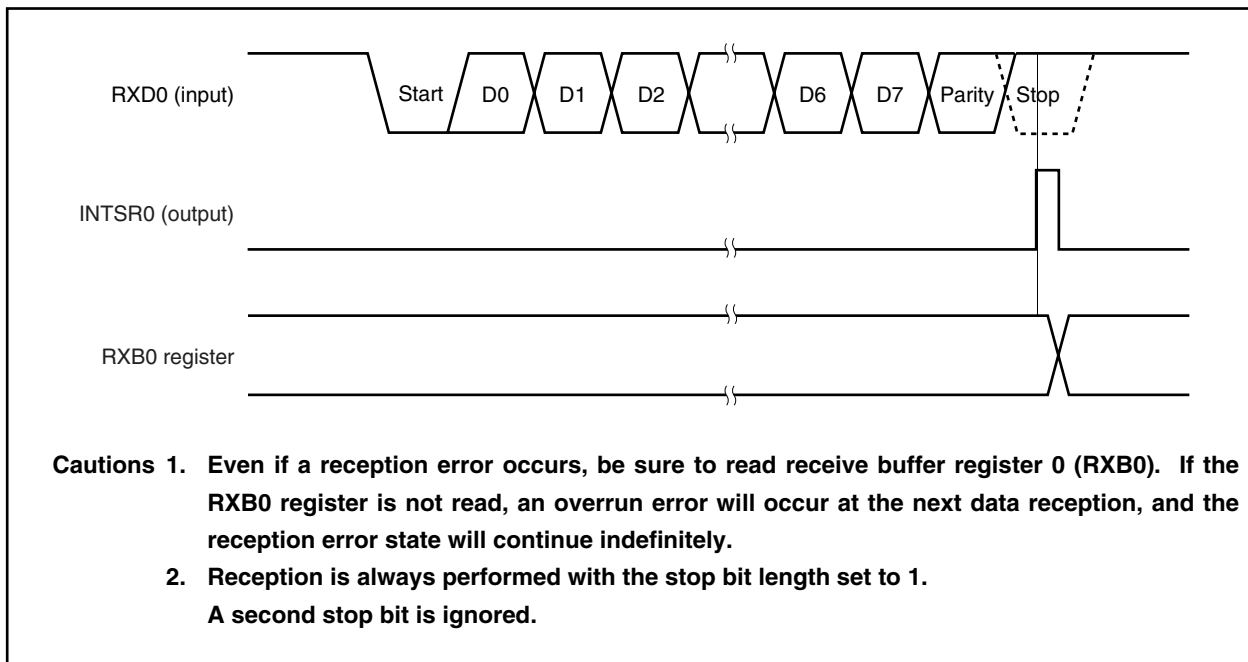 RXD0 (input)
Start D0 D1 D2 D6 D7 Parity Stop
INTSR0 (output)
RXB0 register
Cautions 1. Even if a reception error occurs, be sure to read receive buffer register 0 (RXB0). If the
RXB0 register is not read, an overrun error will occur at the next data reception, and the
reception error state will continue indefinitely.
2. Reception is always performed with the stop bit length set to 1.
A second stop bit is ignored.